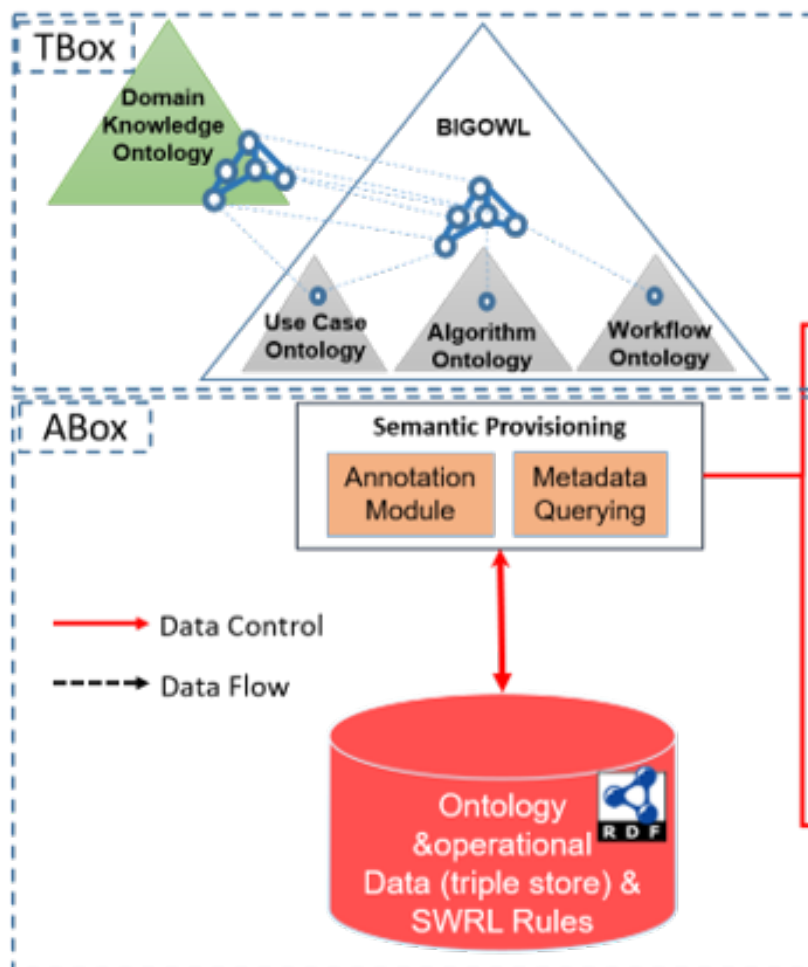 TBox
Domain
Knowledge
Ontology
BIGOWL
Use Case
Ontology
Algorithm
Ontology
Workflow
Ontology
ABox
Semantic Provisioning
Annotation
Module
Metadata
Querying
Data Control
Data Flow
Ontology
&operational
Data (triple store) &
SWRL Rules
RDF